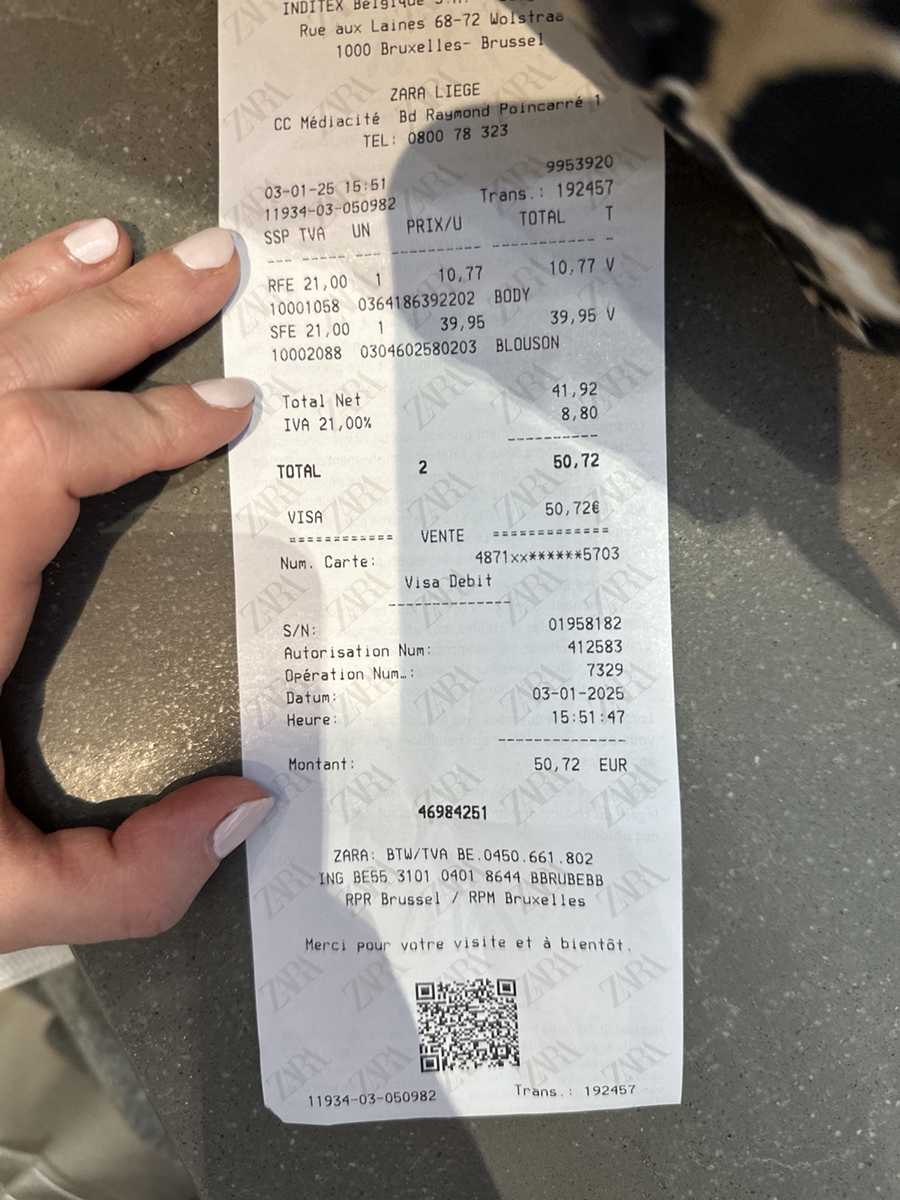 INDITEX Belgique
Rue aux Laines 68-72 Wolstraa
1000 Bruxelles- Brussel
ZARA LIEGE
CC Médiacité Bd Raymond Poincarré 1
TEL: 0800 78 323
9953920
03-01-25 15:51 Trans.: 192457
11934-03-050982
SSP TVA UN PRIX/U TOTAL T
--- ----- -- ---------- ----------- -
RFE 21,00 1 10,77 10,77 V
10001058 0364186392202 BODY
SFE 21,00 1 39,95 39,95 V
10002088 0304602580203 BLOUSON
Total Net 41,92
IVA 21,00% 8,80
----------
TOTAL 2 50,72
VISA 50,72€
============ VENTE =============
Num. Carte: 4871xx******5703
Visa Debit
--------------
S/N: 01958182
Autorisation Num: 412583
Opération Num…: 7329
Datum: 03-01-2025
Heure: 15:51:47
--------------
Montant: 50,72 EUR
46984251
ZARA: BTW/TVA BE.0450.661.802
ING BE55 3101 0401 8644 BBRUBEBB
RPR Brussel / RPM Bruxelles
Merci pour votre visite et à bientôt.
11934-03-050982 Trans.: 192457